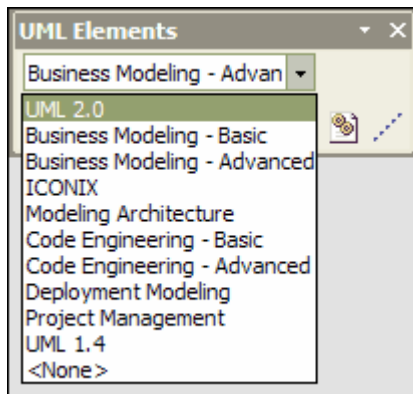 UML Elements
Business Modeling - Advan
UML 2.0
Business Modeling - Basic
Business Modeling - Advanced
ICONIX
Modeling Architecture
Code Engineering - Basic
Code Engineering - Advanced
Deployment Modeling
Project Management
UML 1.4
<None>